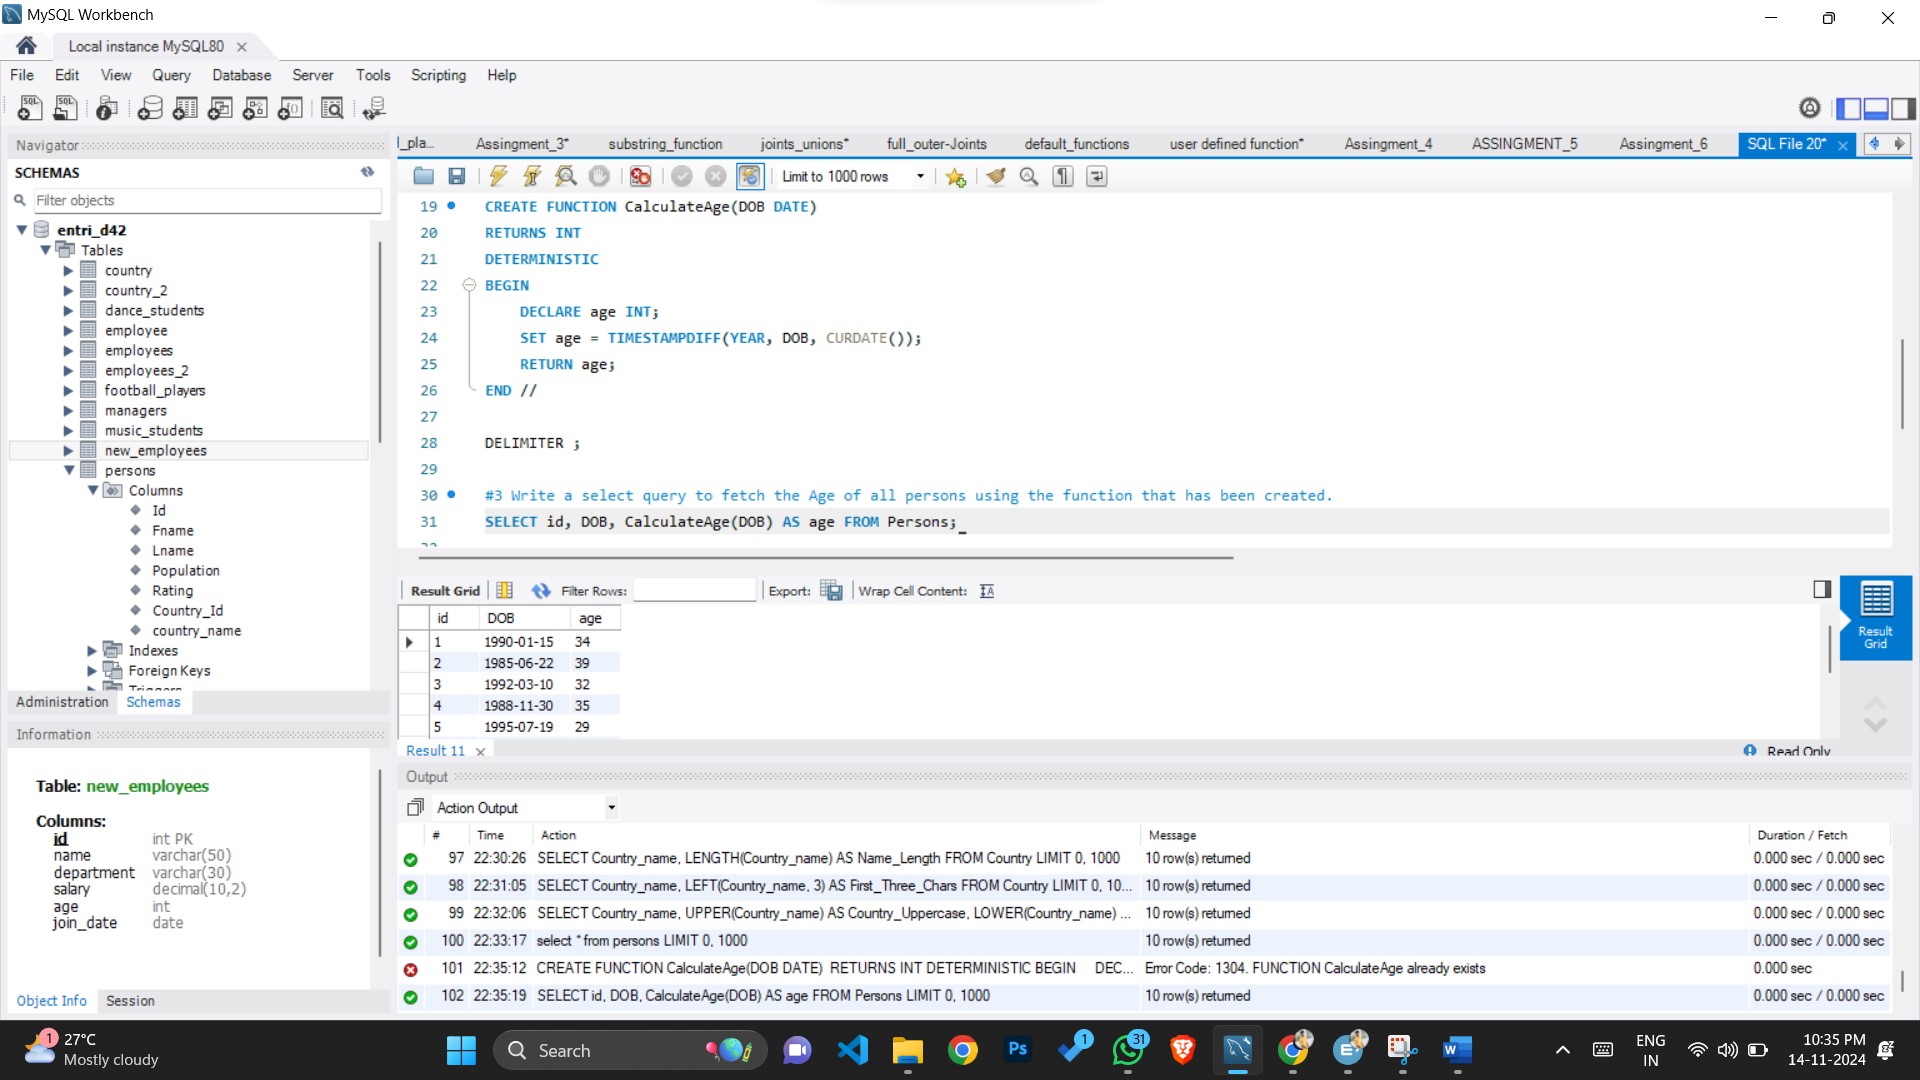 MySQL Workbench
Local instance MySQL80
File Edit View Query Database Server Tools Scripting Help
Navigator
SCHEMAS
Filter objects
entri_d42
Tables
country
country_2
dance_students
employee
employees
employees_2
football_players
managers
music_students
new_employees
persons
Columns
Id
Fname
Lname
Population
Rating
Country_Id
country_name
Indexes
Foreign Keys
Triggers
Administration Schemas
Information
Table: new_employees
Columns:
id int PK
name varchar(50)
department varchar(30)
salary decimal(10,2)
age int
join_date date
Object Info Session
l_pla... Assingment_3* substring_function joints_unions* full_outer-Joints default_functions user defined function* Assingment_4 ASSINGMENT_5 Assingment_6 SQL File 20*
Limit to 1000 rows
19 CREATE FUNCTION CalculateAge(DOB DATE)
20 RETURNS INT
21 DETERMINISTIC
22 BEGIN
23 DECLARE age INT;
24 SET age = TIMESTAMPDIFF(YEAR, DOB, CURDATE());
25 RETURN age;
26 END //
27
28 DELIMITER ;
29
30 #3 Write a select query to fetch the Age of all persons using the function that has been created.
31 SELECT id, DOB, CalculateAge(DOB) AS age FROM Persons;
32
Result Grid Filter Rows: Export: Wrap Cell Content:
id DOB age
1 1990-01-15 34
2 1985-06-22 39
3 1992-03-10 32
4 1988-11-30 35
5 1995-07-19 29
Result Grid
Result 11
Read Only
Output
Action Output
# Time Action Message Duration / Fetch
97 22:30:26 SELECT Country_name, LENGTH(Country_name) AS Name_Length FROM Country LIMIT 0, 1000 10 row(s) returned 0.000 sec / 0.000 sec
98 22:31:05 SELECT Country_name, LEFT(Country_name, 3) AS First_Three_Chars FROM Country LIMIT 0, 10... 10 row(s) returned 0.000 sec / 0.000 sec
99 22:32:06 SELECT Country_name, UPPER(Country_name) AS Country_Uppercase, LOWER(Country_name) ... 10 row(s) returned 0.000 sec / 0.000 sec
100 22:33:17 select * from persons LIMIT 0, 1000 10 row(s) returned 0.000 sec / 0.000 sec
101 22:35:12 CREATE FUNCTION CalculateAge(DOB DATE) RETURNS INT DETERMINISTIC BEGIN DEC... Error Code: 1304. FUNCTION CalculateAge already exists 0.000 sec
102 22:35:19 SELECT id, DOB, CalculateAge(DOB) AS age FROM Persons LIMIT 0, 1000 10 row(s) returned 0.000 sec / 0.000 sec
1
27°C
Mostly cloudy
Search
Ps
1
31
W
ENG
IN
10:35 PM
14-11-2024